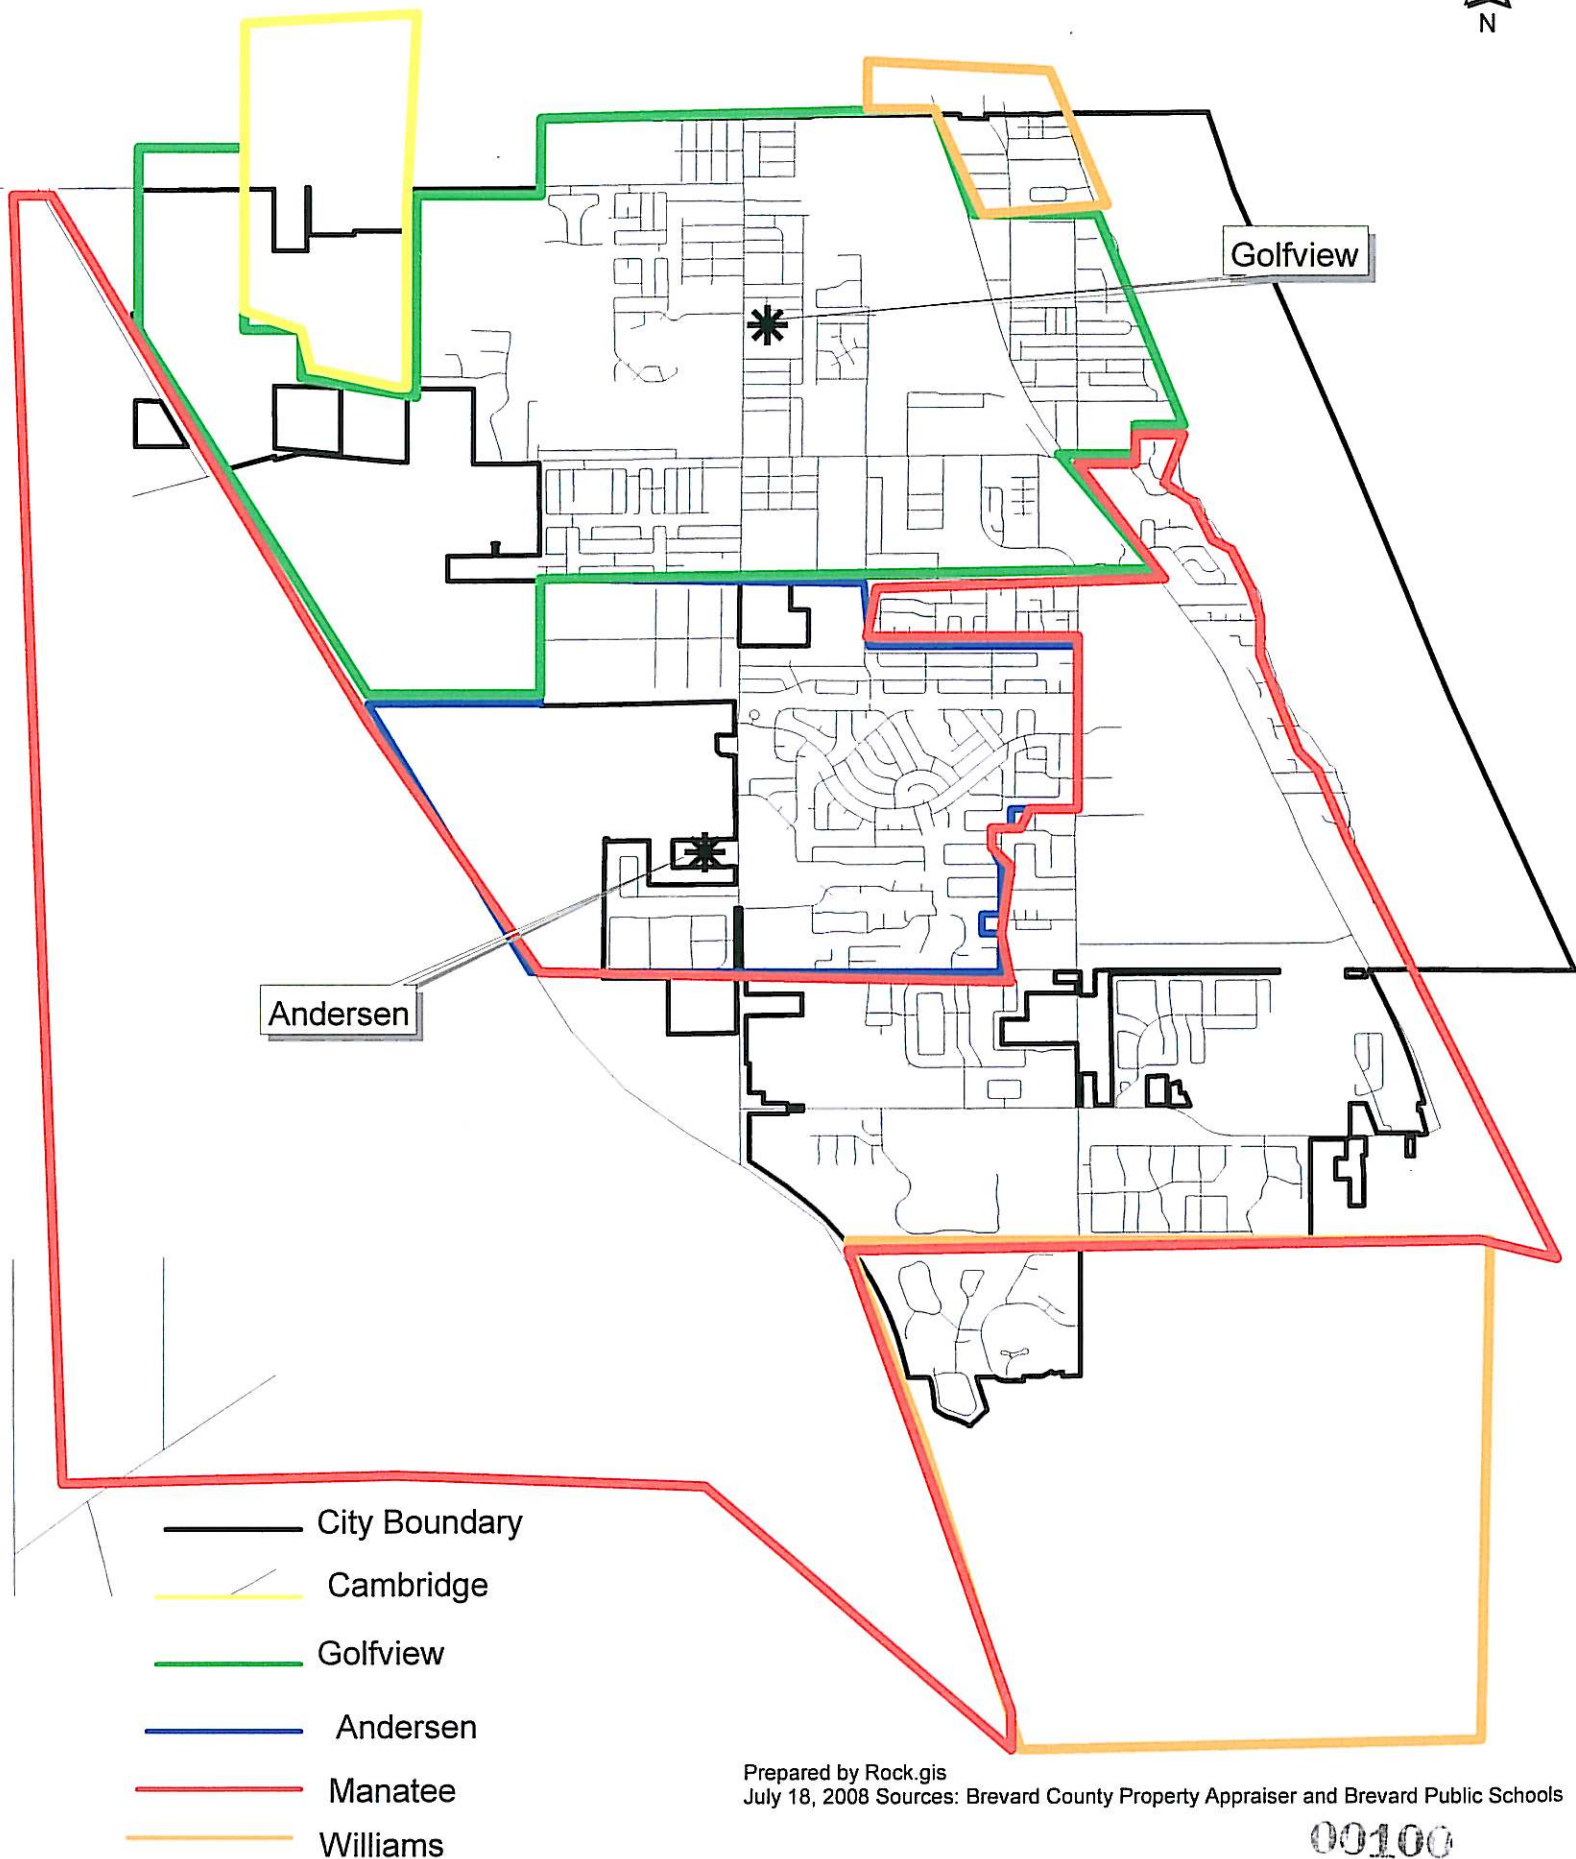 N
Golfview
Andersen
City Boundary
Cambridge
Golfview
Andersen
Manatee
Williams
Prepared by Rock.gis
July 18, 2008 Sources: Brevard County Property Appraiser and Brevard Public Schools
00100